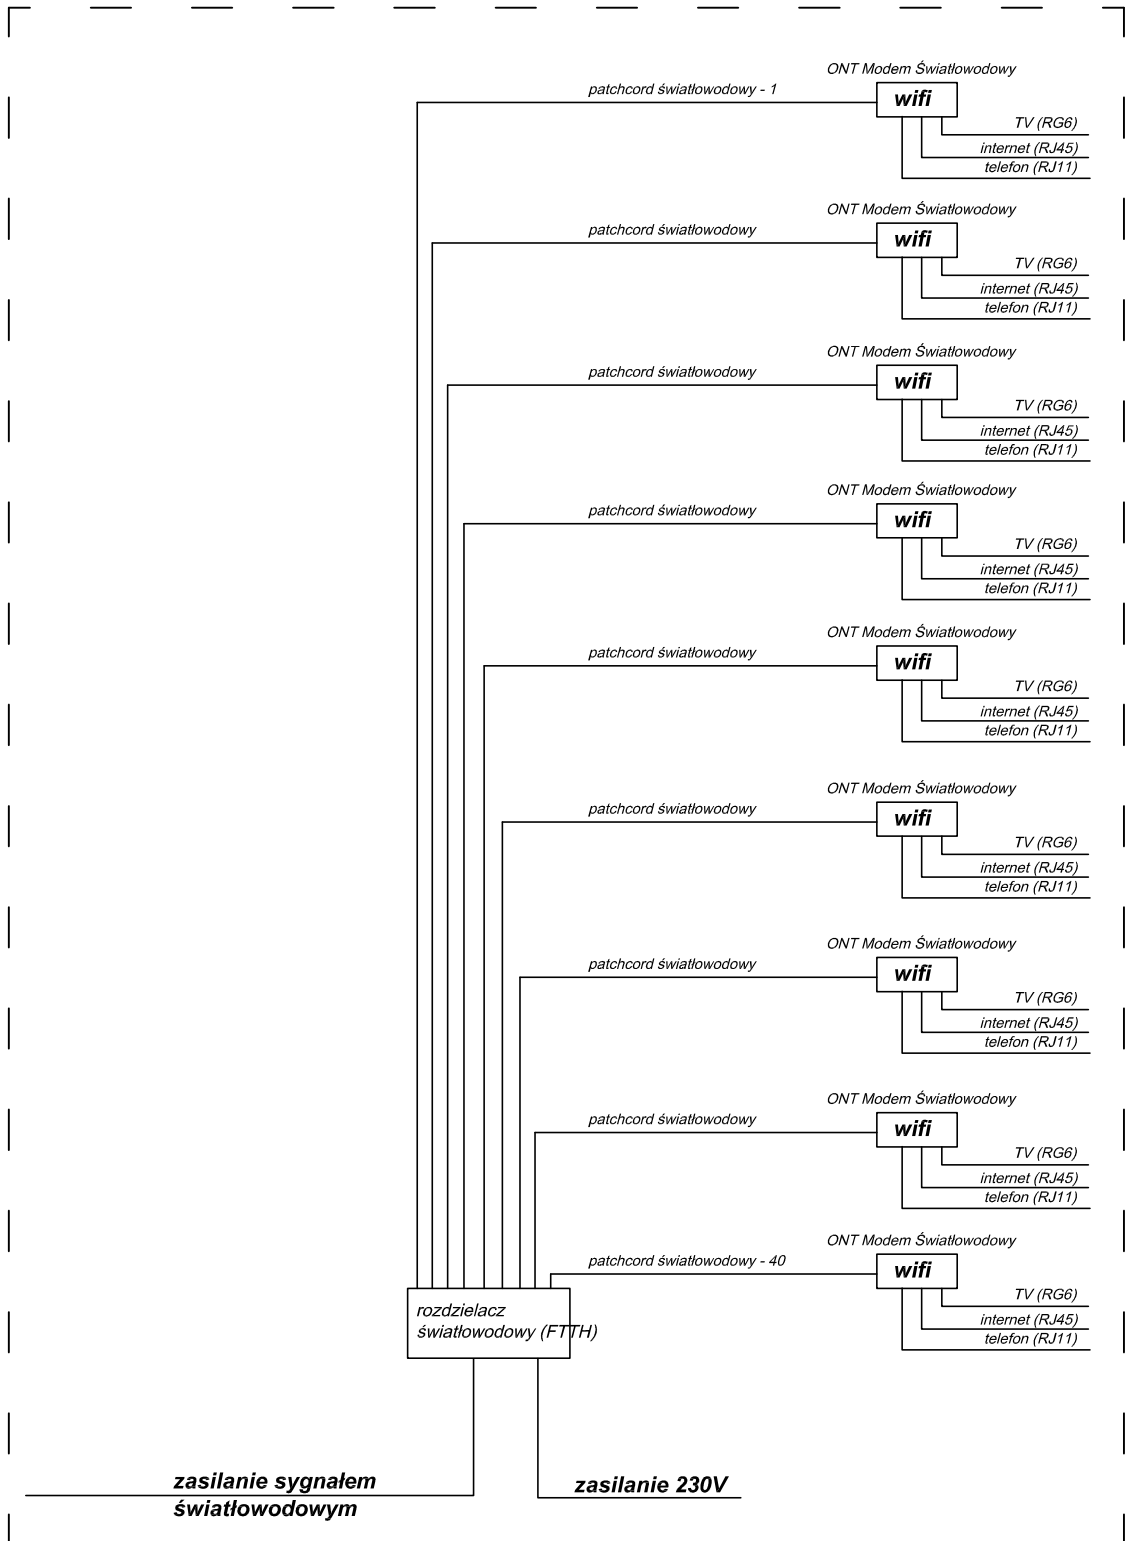 ONT Modem Światłowodowy
patchcord światłowodowy - 1
wifi
TV (RG6)
internet (RJ45)
telefon (RJ11)
ONT Modem Światłowodowy
patchcord światłowodowy
wifi
TV (RG6)
internet (RJ45)
telefon (RJ11)
ONT Modem Światłowodowy
patchcord światłowodowy
wifi
TV (RG6)
internet (RJ45)
telefon (RJ11)
ONT Modem Światłowodowy
patchcord światłowodowy
wifi
TV (RG6)
internet (RJ45)
telefon (RJ11)
ONT Modem Światłowodowy
patchcord światłowodowy
wifi
TV (RG6)
internet (RJ45)
telefon (RJ11)
ONT Modem Światłowodowy
patchcord światłowodowy
wifi
TV (RG6)
internet (RJ45)
telefon (RJ11)
ONT Modem Światłowodowy
patchcord światłowodowy
wifi
TV (RG6)
internet (RJ45)
telefon (RJ11)
ONT Modem Światłowodowy
patchcord światłowodowy
wifi
TV (RG6)
internet (RJ45)
telefon (RJ11)
ONT Modem Światłowodowy
patchcord światłowodowy - 40
wifi
TV (RG6)
internet (RJ45)
telefon (RJ11)
rozdzielacz
światłowodowy (FTTH)
zasilanie sygnałem
światłowodowym
zasilanie 230V